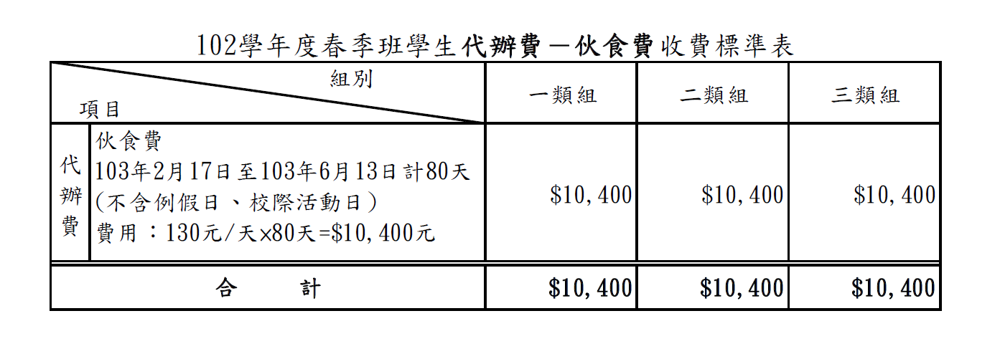 102學年度春季班學生代辦費－伙食費收費標準表
組別
項目
一類組
二類組
三類組
代辦費
伙食費
103年2月17日至103年6月13日計80天
(不含例假日、校際活動日)
費用：130元/天×80天=$10,400元
$10,400
$10,400
$10,400
合計
$10,400
$10,400
$10,400